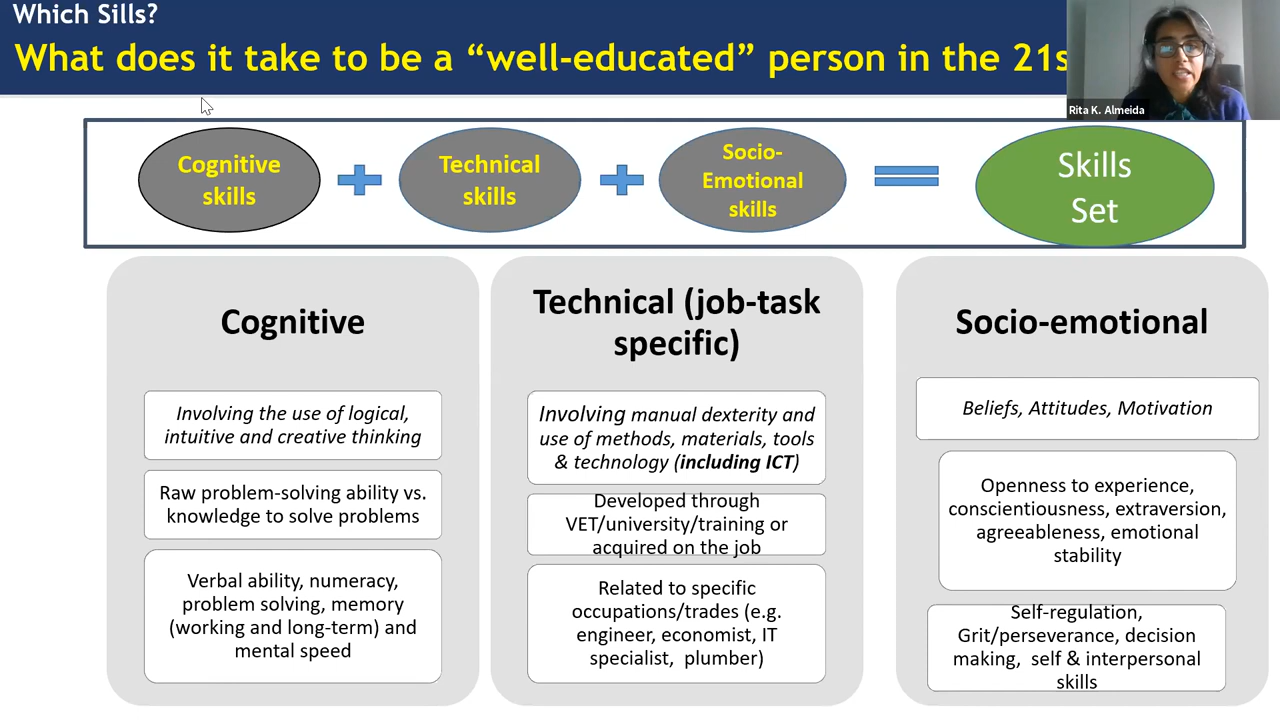 Which Sills?
What does it take to be a “well-educated” person in the 21s
Rita K. Almeida
Cognitive
skills
Technical
skills
Socio-
Emotional
skills
Skills
Set
Cognitive
Involving the use of logical,
intuitive and creative thinking
Raw problem-solving ability vs.
knowledge to solve problems
Verbal ability, numeracy,
problem solving, memory
(working and long-term) and
mental speed
Technical (job-task
specific)
Involving manual dexterity and
use of methods, materials, tools
& technology (including ICT)
Developed through
VET/university/training or
acquired on the job
Related to specific
occupations/trades (e.g.
engineer, economist, IT
specialist,  plumber)
Socio-emotional
Beliefs, Attitudes, Motivation
Openness to experience,
conscientiousness, extraversion,
agreeableness, emotional
stability
Self-regulation,
Grit/perseverance, decision
making,  self & interpersonal
skills